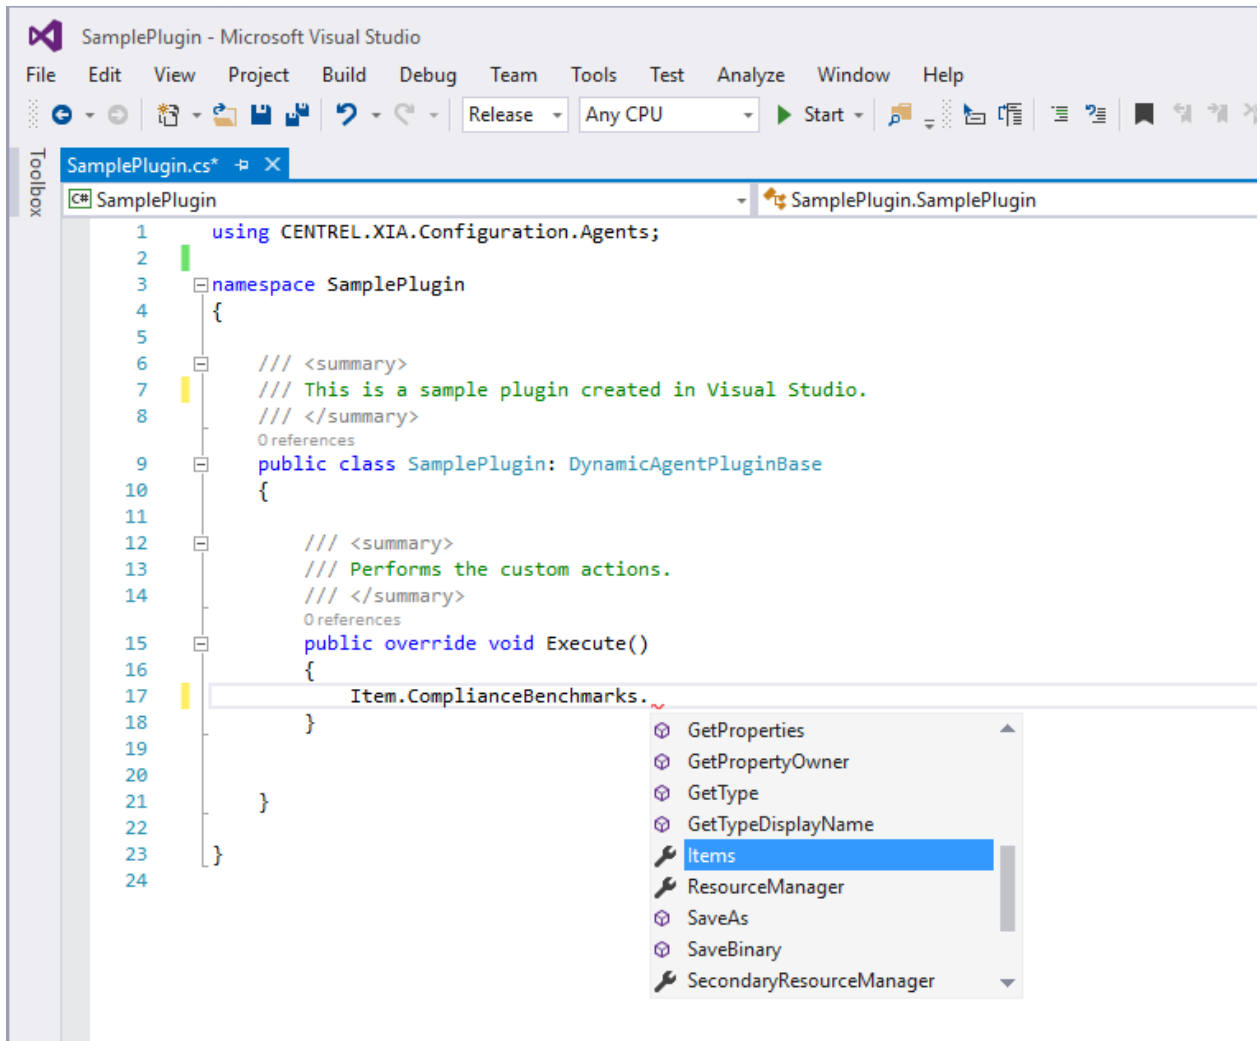 SamplePlugin - Microsoft Visual Studio
File Edit View Project Build Debug Team Tools Test Analyze Window Help
Release Any CPU Start
Toolbox
SamplePlugin.cs*
C# SamplePlugin SamplePlugin.SamplePlugin
1 using CENTREL.XIA.Configuration.Agents;
2
3 namespace SamplePlugin
4 {
5
6 /// <summary>
7 /// This is a sample plugin created in Visual Studio.
8 /// </summary>
0 references
9 public class SamplePlugin: DynamicAgentPluginBase
10 {
11
12 /// <summary>
13 /// Performs the custom actions.
14 /// </summary>
0 references
15 public override void Execute()
16 {
17 Item.ComplianceBenchmarks.
18 }
19
20
21 }
22
23 }
24
GetProperties
GetPropertyOwner
GetType
GetTypeDisplayName
Items
ResourceManager
SaveAs
SaveBinary
SecondaryResourceManager